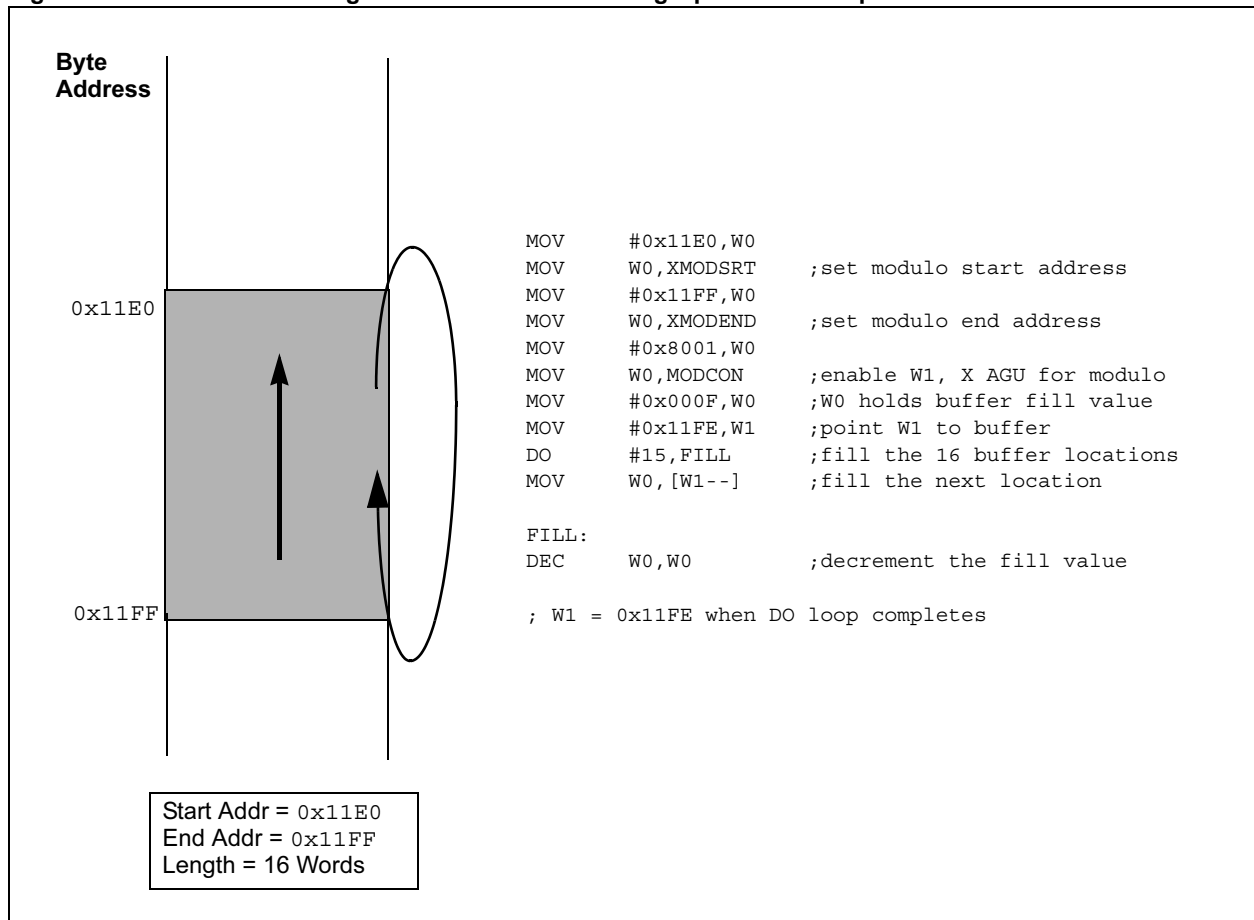 Byte
Address
0x11E0
0x11FF
MOV #0x11E0,W0
MOV W0,XMODSRT ;set modulo start address
MOV #0x11FF,W0
MOV W0,XMODEND ;set modulo end address
MOV #0x8001,W0
MOV W0,MODCON ;enable W1, X AGU for modulo
MOV #0x000F,W0 ;W0 holds buffer fill value
MOV #0x11FE,W1 ;point W1 to buffer
DO #15,FILL ;fill the 16 buffer locations
MOV W0,[W1--] ;fill the next location
FILL:
DEC W0,W0 ;decrement the fill value
; W1 = 0x11FE when DO loop completes
Start Addr = 0x11E0
End Addr = 0x11FF
Length = 16 Words